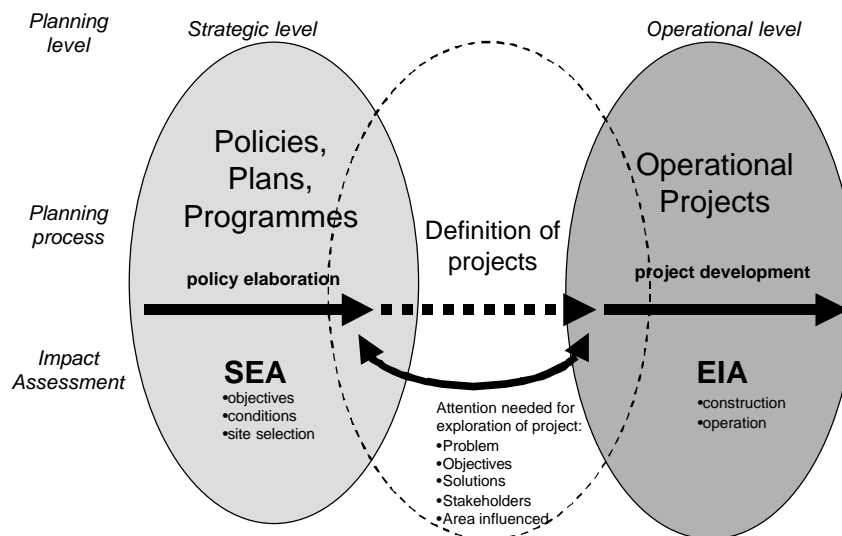 Planning
level
Strategic level
Operational level
Policies,
Plans,
Programmes
Operational
Projects
Planning
process
Definition of
projects
policy elaboration
project development
Impact
Assessment
SEA
•objectives
•conditions
•site selection
Attention needed for
exploration of project:
•Problem
•Objectives
•Solutions
•Stakeholders
•Area influenced
EIA
•construction
•operation